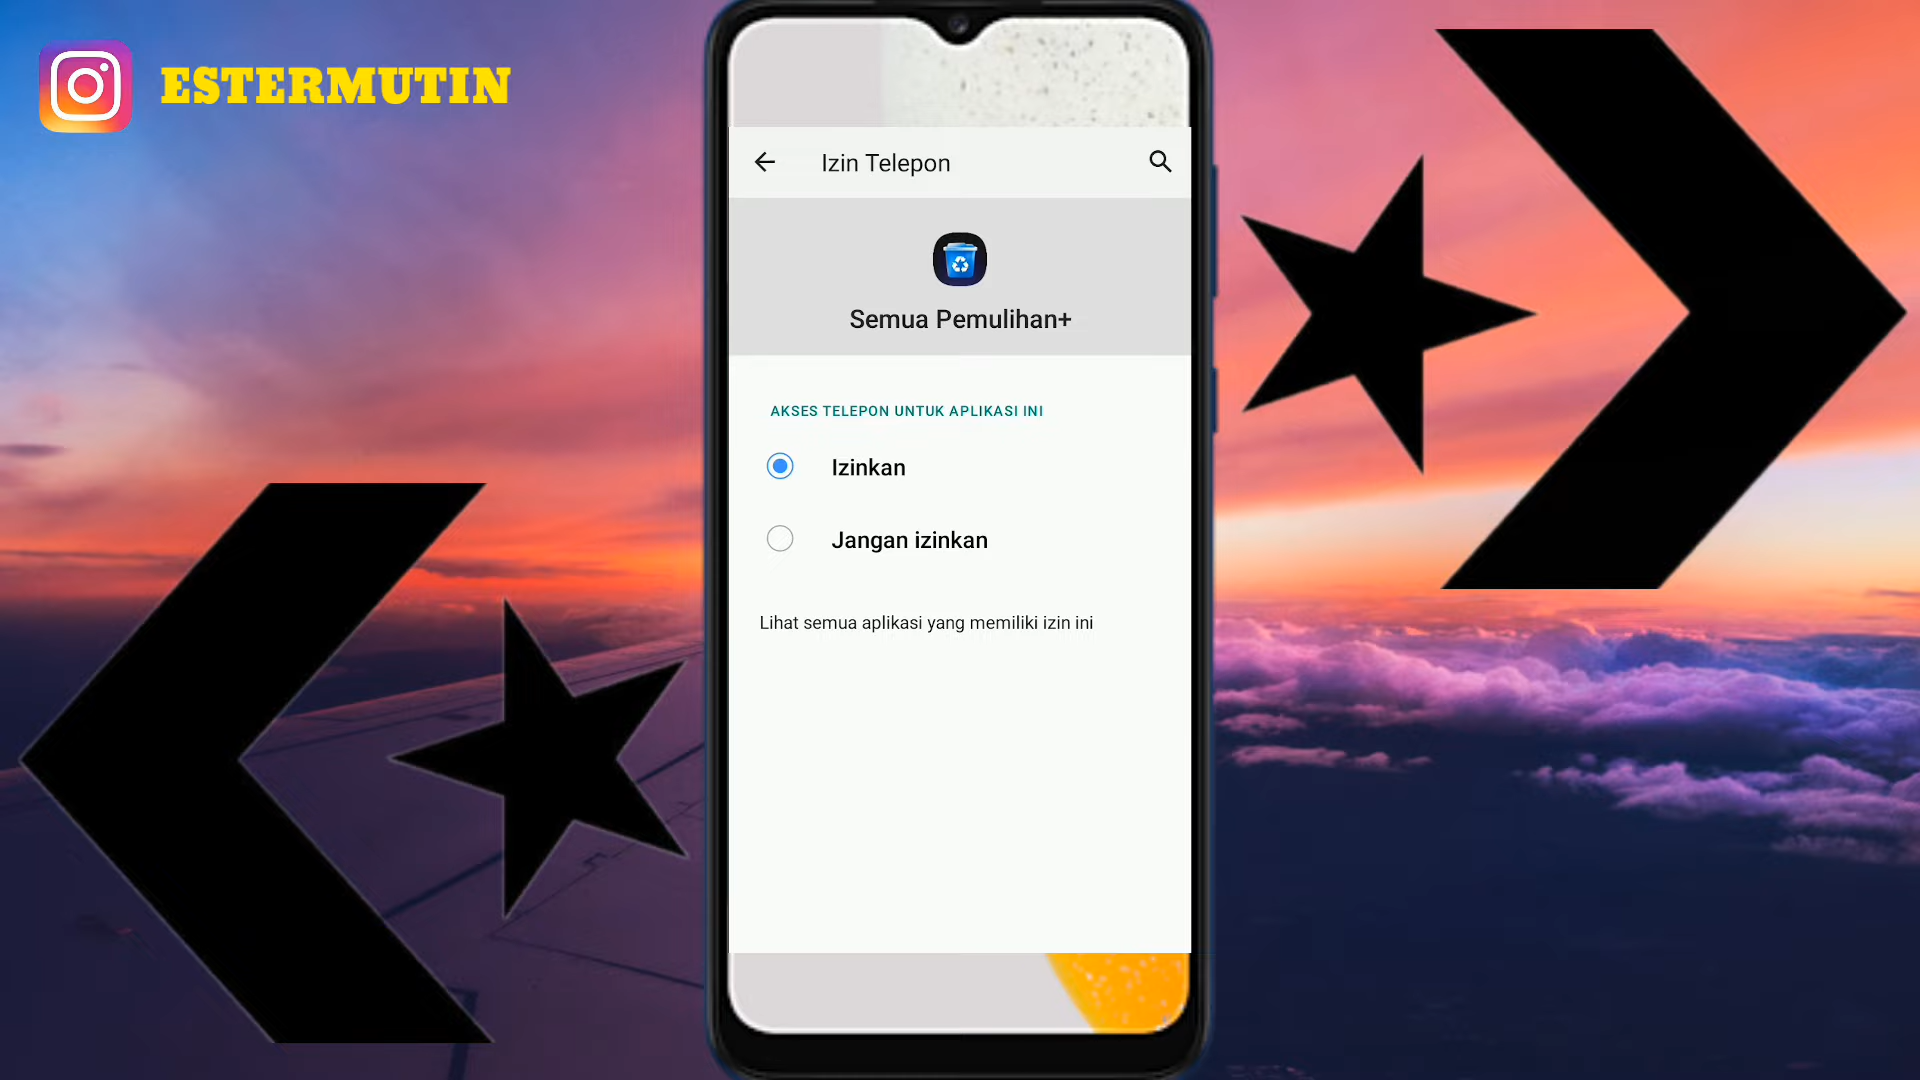 ESTERMUTIN
Izin Telepon
Semua Pemulihan+
AKSES TELEPON UNTUK APLIKASI INI
Izinkan
Jangan izinkan
Lihat semua aplikasi yang memiliki izin ini